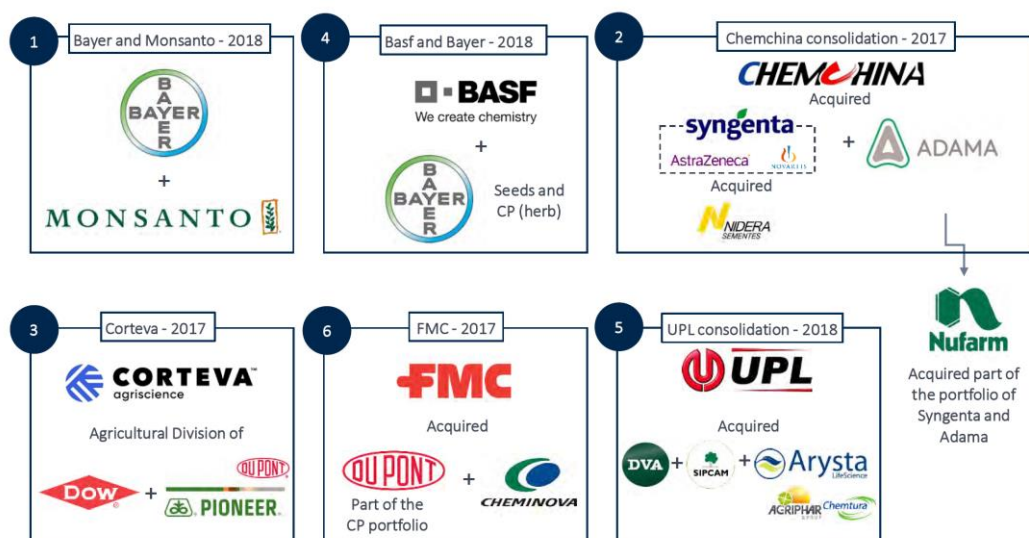 1
Bayer and Monsanto - 2018
BAYER
BAYER
+
MONSANTO
4
Basf and Bayer - 2018
BASF
We create chemistry
+
BAYER
BAYER
Seeds and
CP (herb)
2
Chemchina consolidation - 2017
CHEMCHINA
Acquired
syngenta
AstraZeneca
NOVARTIS
+
ADAMA
Acquired
NIDERA
SEMENTES
Nufarm
Acquired part of
the portfolio of
Syngenta and
Adama
3
Corteva - 2017
CORTEVA™
agriscience
Agricultural Division of
DOW
+
DUPONT
PIONEER
6
FMC - 2017
FMC
Acquired
DUPONT
Part of the
CP portfolio
+
CHEMINOVA
5
UPL consolidation - 2018
UPL
Acquired
DVA
+
SIPCAM
+
Arysta
LifeScience
AGRIPHAR
Chemtura